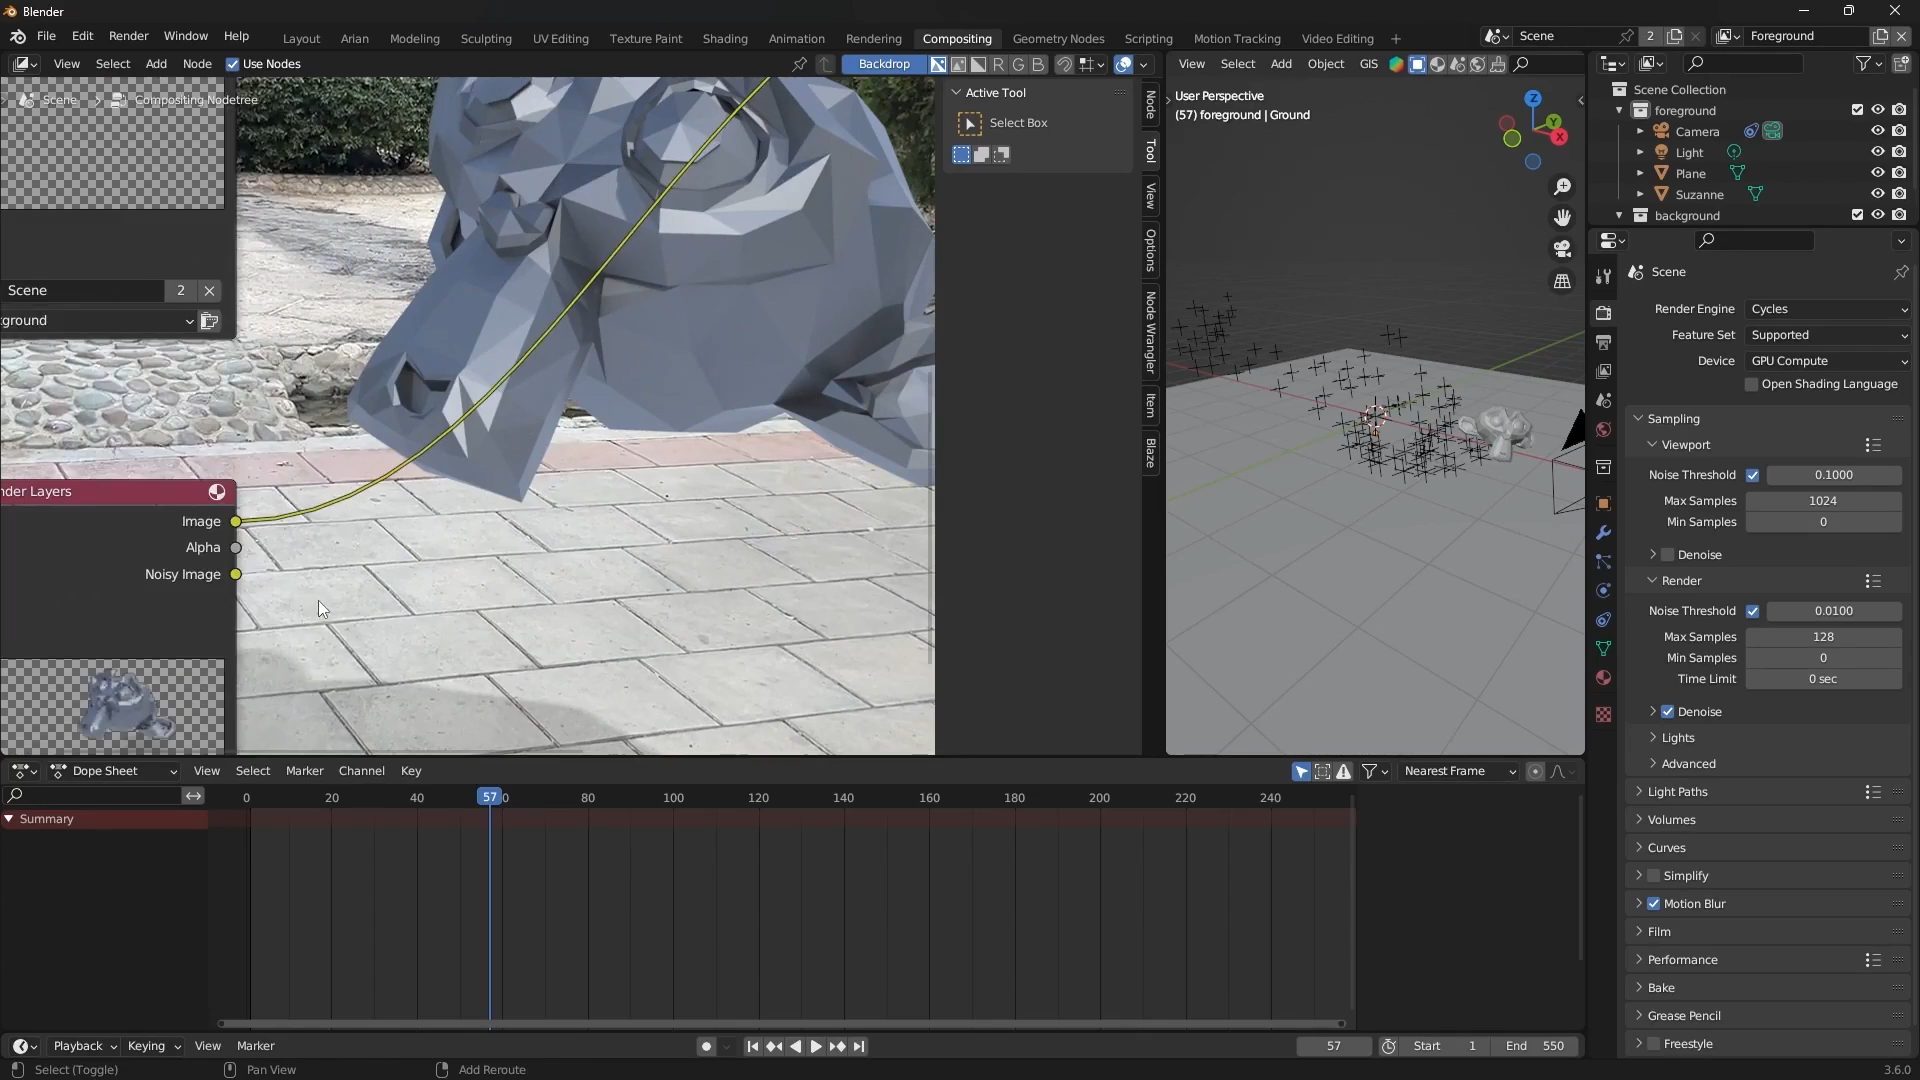 Blender
File Edit Render Window Help
Layout Arian Modeling Sculpting UV Editing Texture Paint Shading Animation Rendering Compositing Geometry Nodes Scripting Motion Tracking Video Editing +
Scene 2
Foreground
View Select Add Node Use Nodes
Backdrop
R G B
View Select Add Object GIS
Scene > Compositing Nodetree
Active Tool
Select Box
Node
Tool
View
Options
Node Wrangler
Item
Blaze
User Perspective
(57) foreground | Ground
Z
Y
X
Scene Collection
foreground
Camera
Light
Plane
Suzanne
background
Scene 2
ground
nder Layers
Image
Alpha
Noisy Image
Scene
Render Engine Cycles
Feature Set Supported
Device GPU Compute
Open Shading Language
Sampling
Viewport
Noise Threshold 0.1000
Max Samples 1024
Min Samples 0
Denoise
Render
Noise Threshold 0.0100
Max Samples 128
Min Samples 0
Time Limit 0 sec
Denoise
Lights
Advanced
Light Paths
Volumes
Curves
Simplify
Motion Blur
Film
Performance
Bake
Grease Pencil
Freestyle
Dope Sheet View Select Marker Channel Key
Nearest Frame
0 20 40 57 0 80 100 120 140 160 180 200 220 240
Summary
Playback Keying View Marker
57 Start 1 End 550
Select (Toggle) Pan View Add Reroute
3.6.0